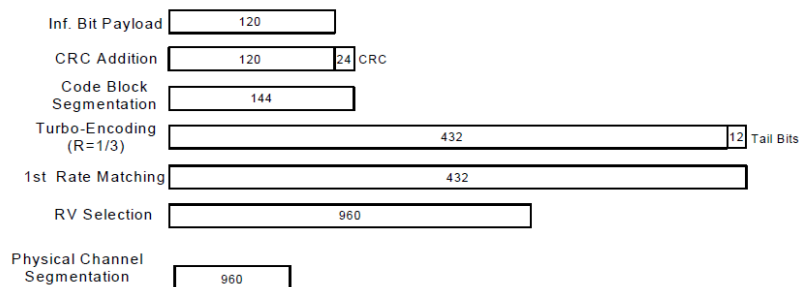 Inf. Bit Payload 120
CRC Addition 120 24 CRC
Code Block
Segmentation 144
Turbo-Encoding
(R=1/3) 432 12 Tail Bits
1st Rate Matching 432
RV Selection 960
Physical Channel
Segmentation 960